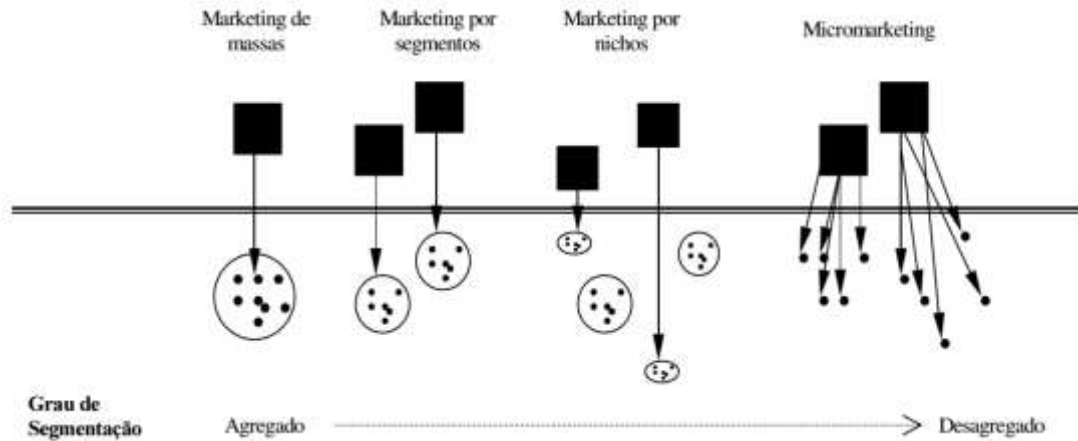 Marketing de
massas
Marketing por
segmentos
Marketing por
nichos
Micromarketing
Grau de
Segmentação
Agregado
Desagregado